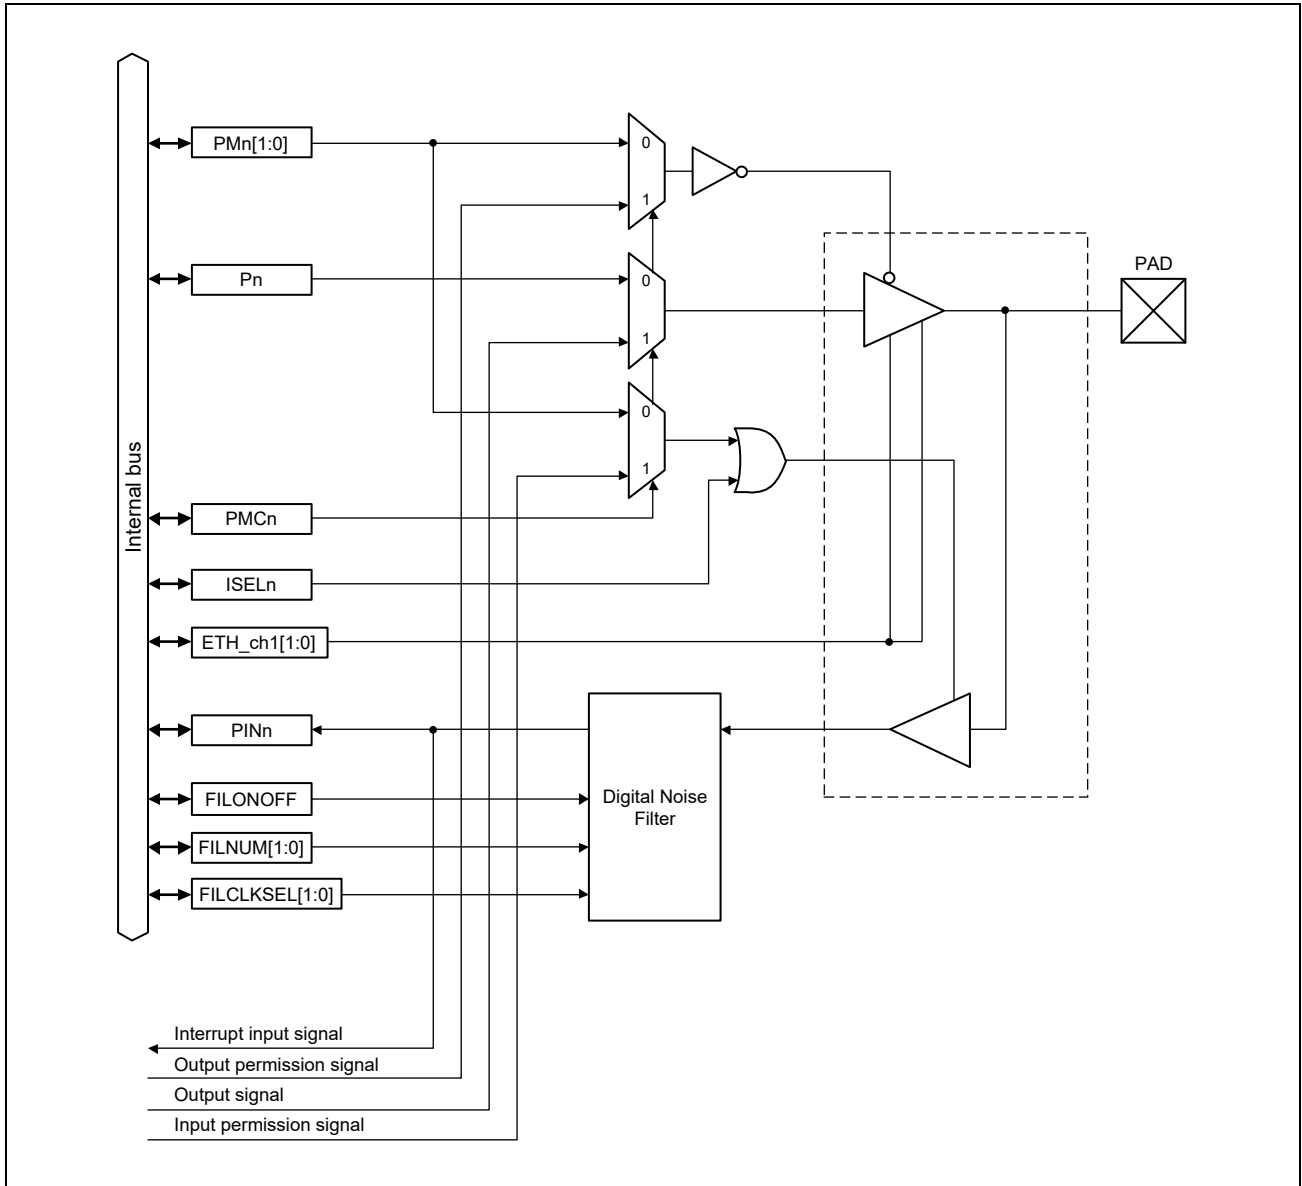 PMn[1:0]
0
1
Pn
0
1
PAD
0
1
Internal bus
PMCn
ISELn
ETH_ch1[1:0]
PINn
FILONOFF
FILNUM[1:0]
FILCLKSEL[1:0]
Digital Noise
Filter
Interrupt input signal
Output permission signal
Output signal
Input permission signal